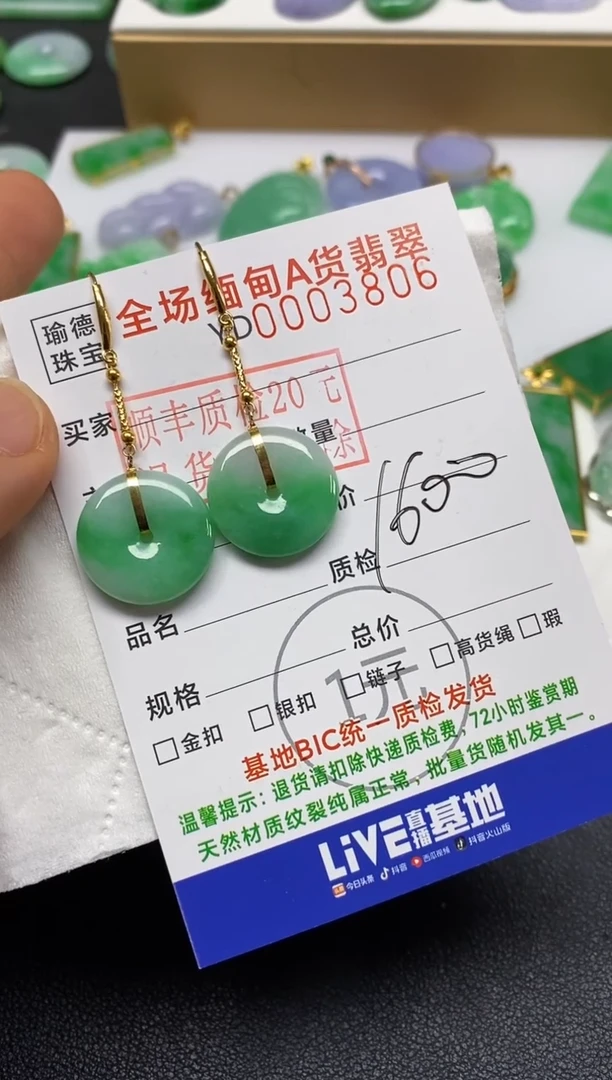 瑜德
珠宝
全场缅甸A货翡翠
YD0003806
买家
顺丰质检20元
数量
货
除
价 1600
质检
品名
总价
1元
规格
金扣 银扣 链子 高货绳 瑕
基地BIC统一质检发货
温馨提示：退货请扣除快递质检费，72小时鉴赏期
天然材质纹裂纯属正常，批量货随机发其一。
LiVE直播基地
今日头条 抖音 西瓜视频 抖音火山版